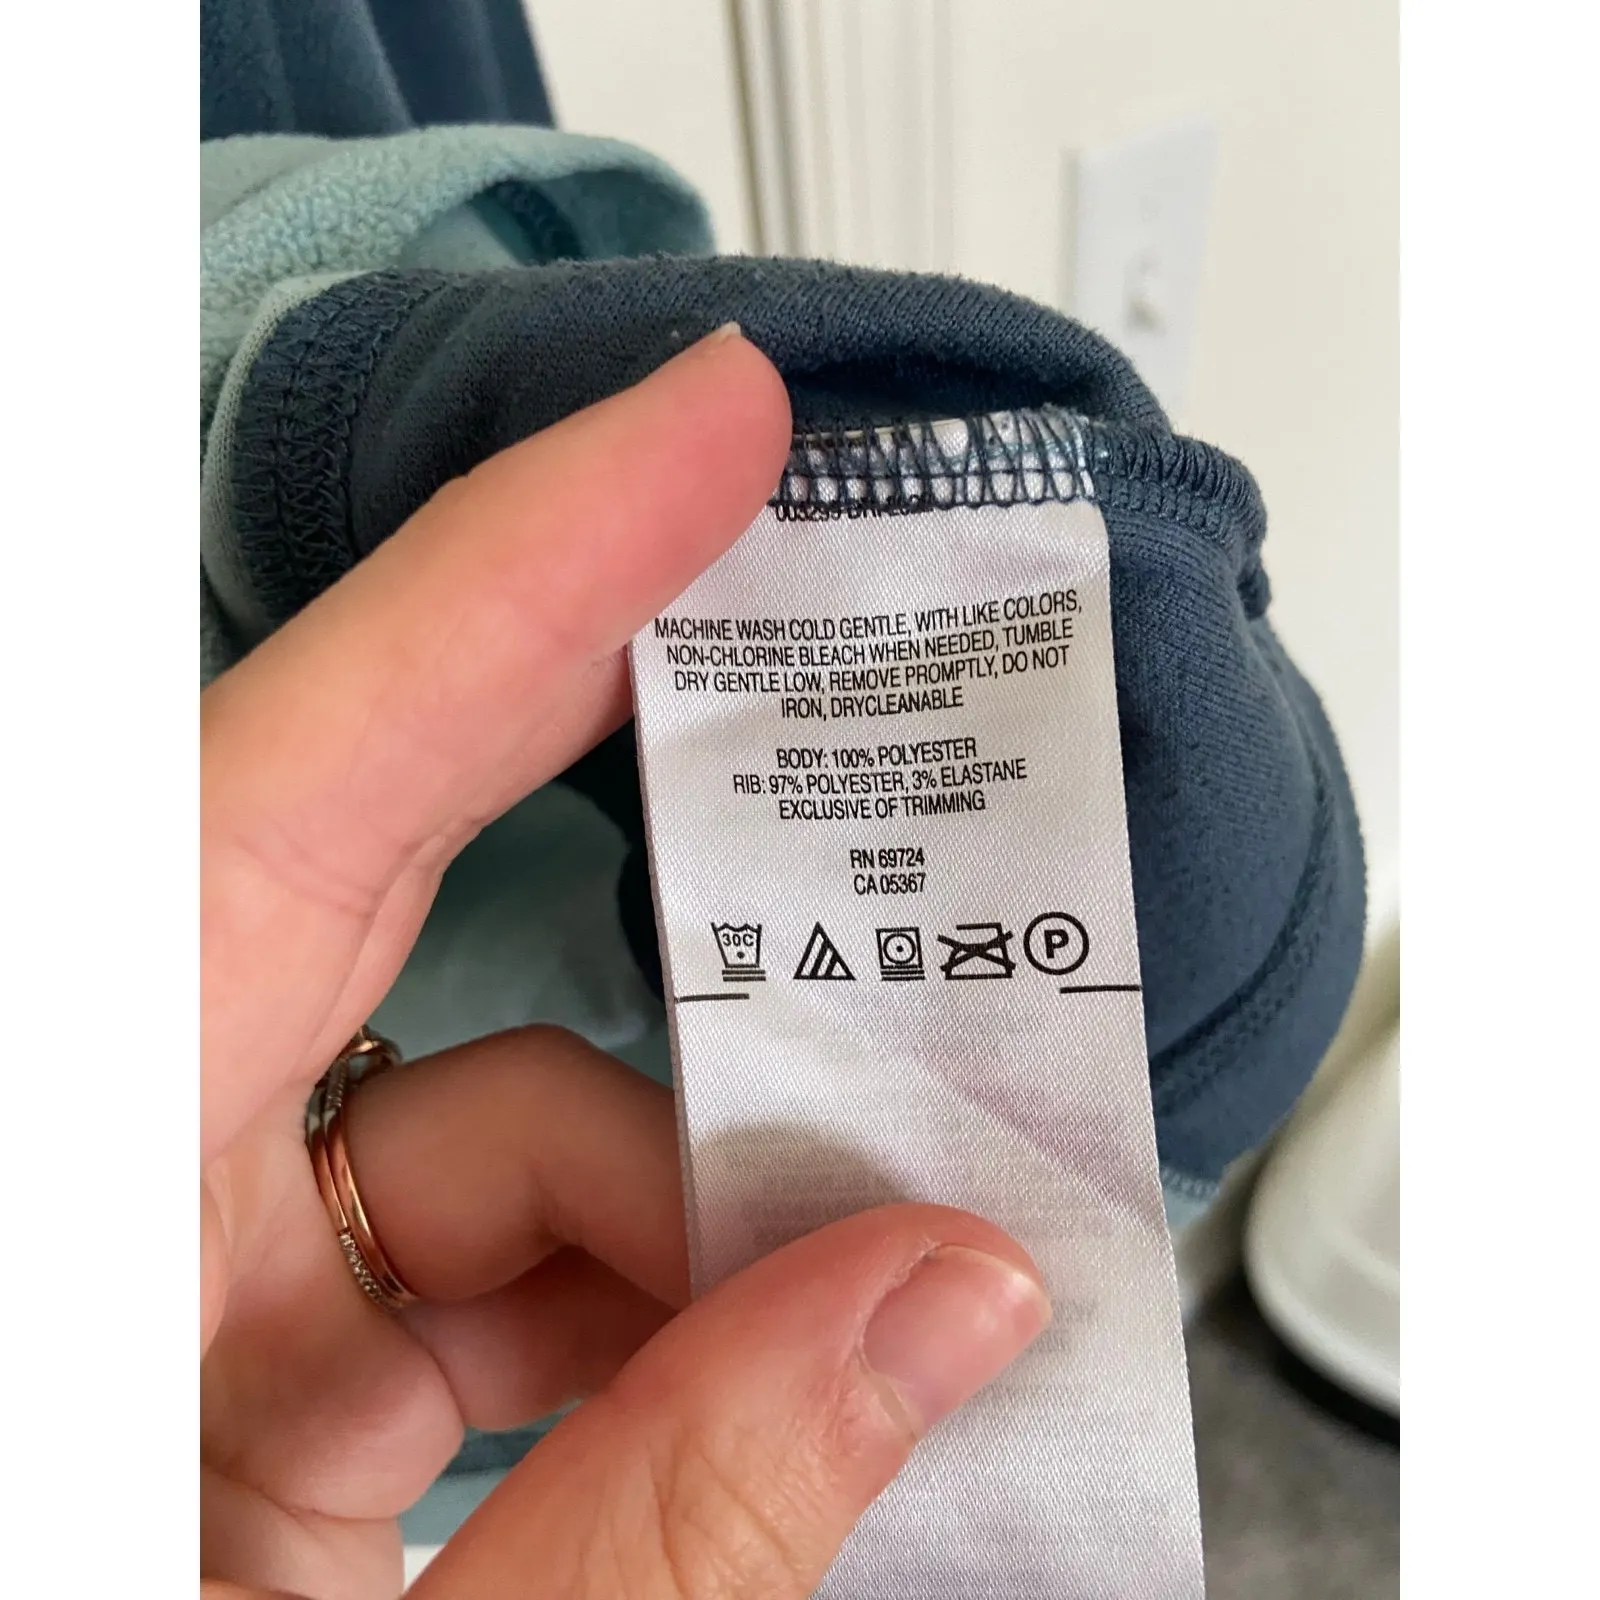 MACHINE WASH COLD GENTLE, WITH LIKE COLORS,
NON-CHLORINE BLEACH WHEN NEEDED, TUMBLE
DRY GENTLE LOW, REMOVE PROMPTLY, DO NOT
IRON, DRYCLEANABLE
BODY: 100% POLYESTER
RIB: 97% POLYESTER, 3% ELASTANE
EXCLUSIVE OF TRIMMING
RN 69724
CA 05367
30C P